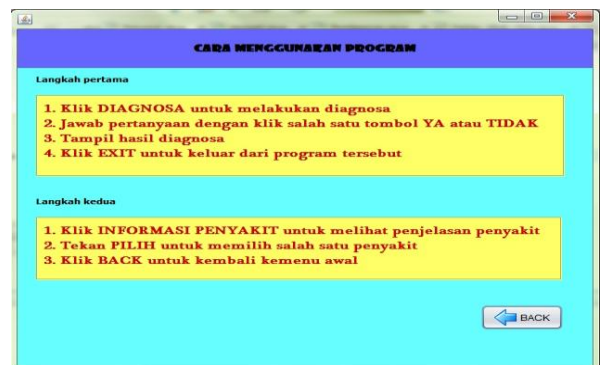 CARA MENGGUNAKAN PROGRAM
Langkah pertama
1. Klik DIAGNOSA untuk melakukan diagnosa
2. Jawab pertanyaan dengan klik salah satu tombol YA atau TIDAK
3. Tampil hasil diagnosa
4. Klik EXIT untuk keluar dari program tersebut
Langkah kedua
1. Klik INFORMASI PENYAKIT untuk melihat penjelasan penyakit
2. Tekan PILIH untuk memilih salah satu penyakit
3. Klik BACK untuk kembali kemenu awal
BACK